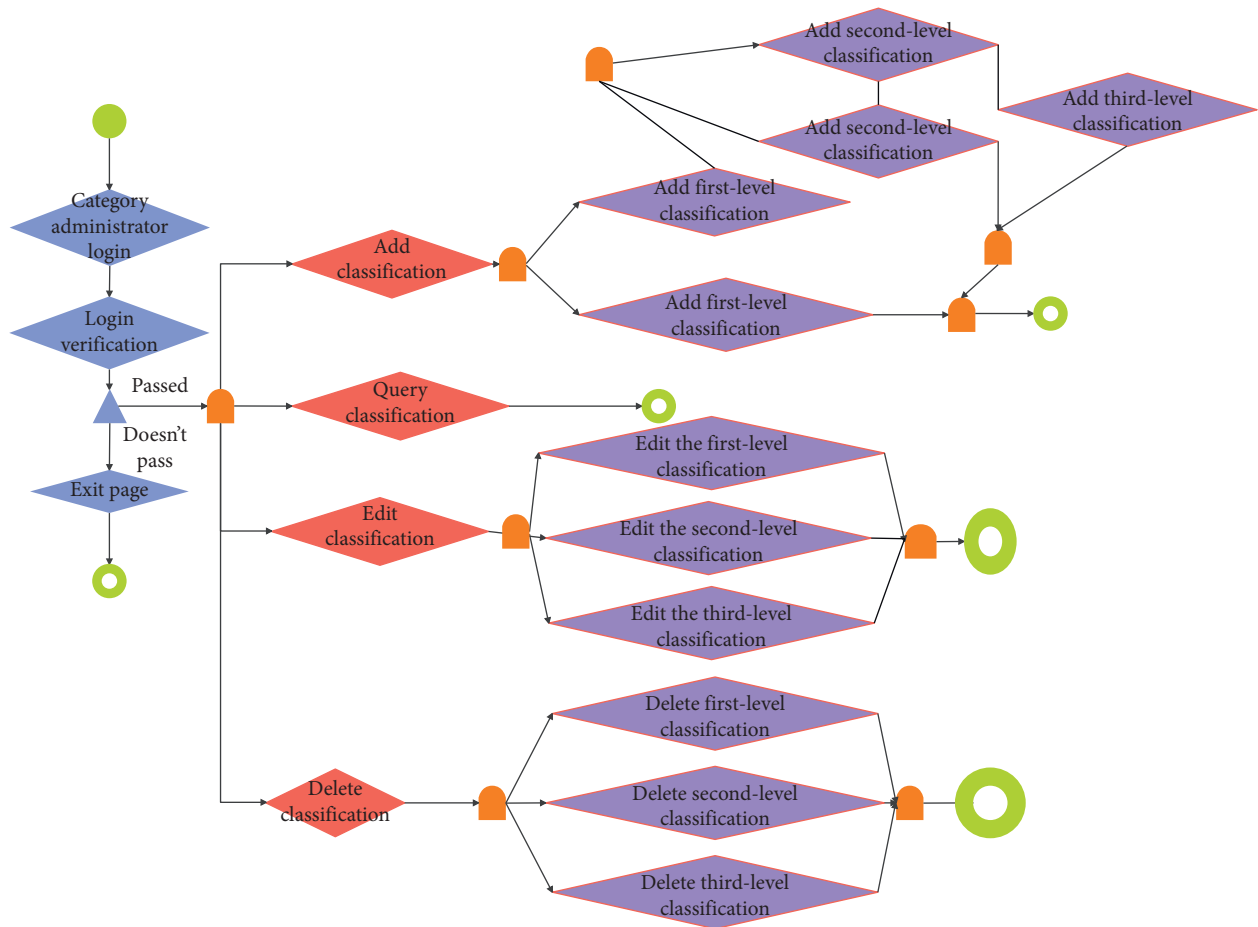 Category
administrator
login
Login
verification
Passed
Doesn't
pass
Exit page
Add
classification
Query
classification
Edit
classification
Delete
classification
Add second-level
classification
Add second-level
classification
Add third-level
classification
Add first-level
classification
Add first-level
classification
Edit the first-level
classification
Edit the second-level
classification
Edit the third-level
classification
Delete first-level
classification
Delete second-level
classification
Delete third-level
classification